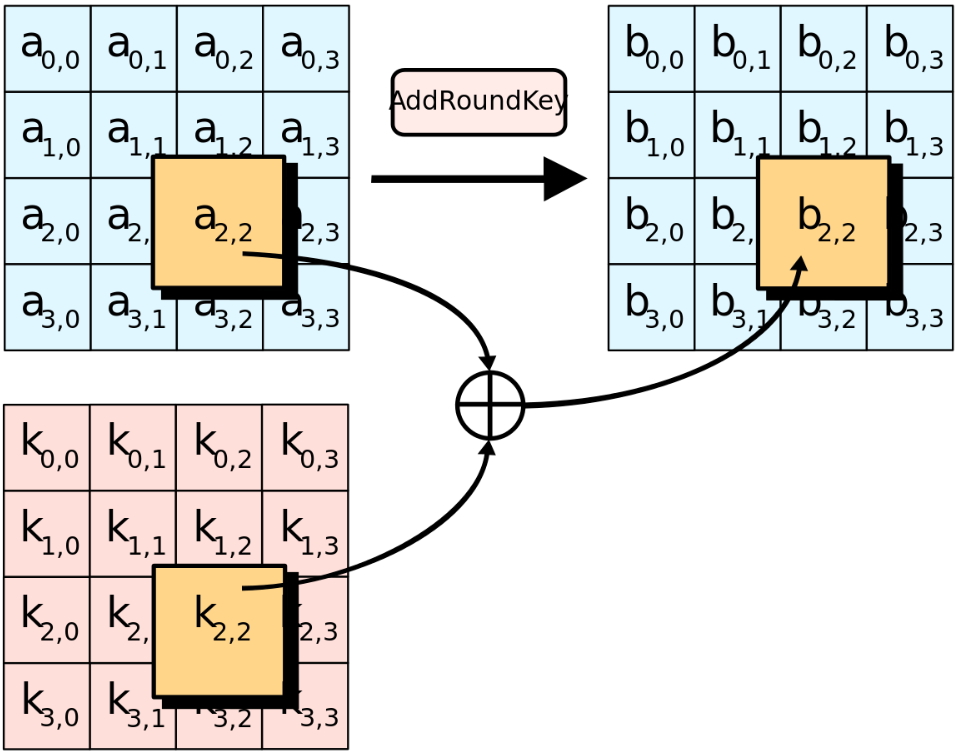 a0,0 a0,1 a0,2 a0,3
a1,0 a1,1 a1,2 a1,3
a2,0 a2, a2,2 2,3
a3,0 a3,1 a3,2 a3,3
AddRoundKey
b0,0 b0,1 b0,2 b0,3
b1,0 b1,1 b1,2 b1,3
b2,0 b2, b2,2 b2,3
b3,0 b3,1 b3,2 b3,3
k0,0 k0,1 k0,2 k0,3
k1,0 k1,1 k1,2 k1,3
k2,0 k2, k2,2 k2,3
k3,0 k3,1 k3,2 k3,3